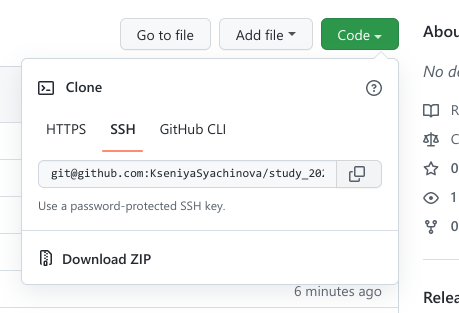 Go to file Add file Code Abou
Clone No de
HTTPS SSH GitHub CLI
git@github.com:KseniyaSyachinova/study_202
0
1
Use a password-protected SSH key.
0
Download ZIP
6 minutes ago
Relea